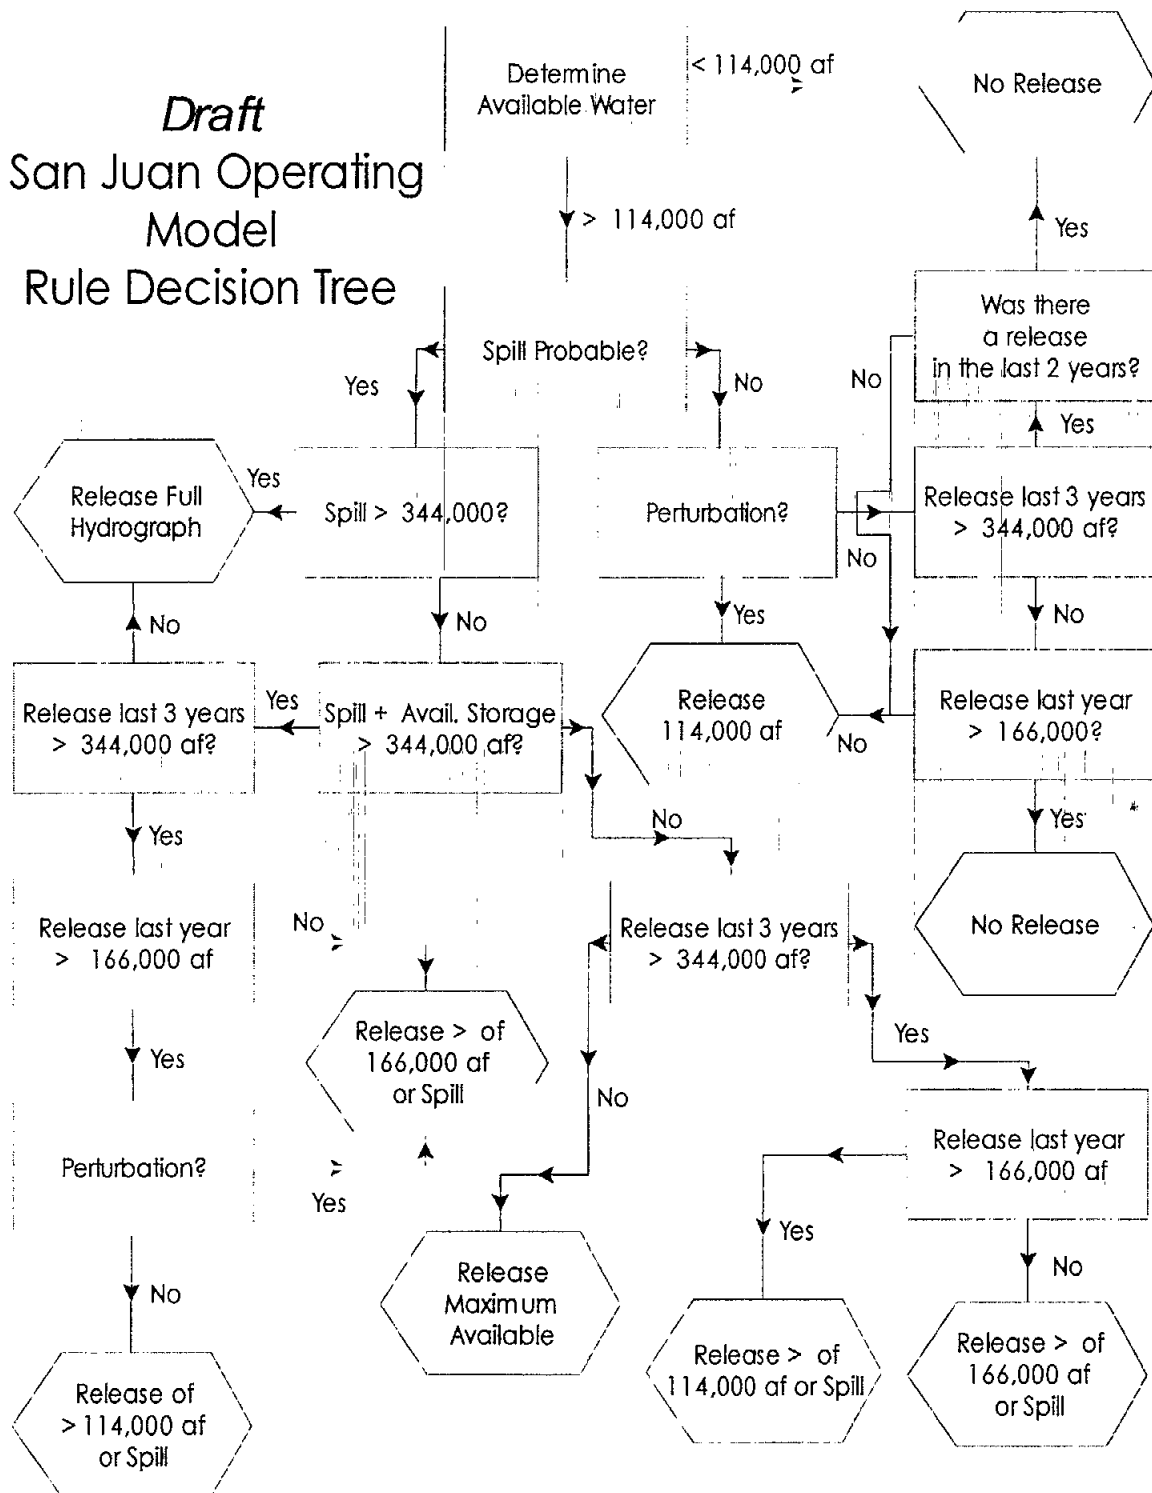 Draft
San Juan Operating
Model
Rule Decision Tree
Determine
Available Water
< 114,000 af
No Release
> 114,000 af
Yes
Was there
a release
in the last 2 years?
Spill Probable?
Yes
No
No
Yes
Release Full
Hydrograph
Yes
Spill > 344,000?
Perturbation?
Release last 3 years
> 344,000 af?
No
No
No
Yes
No
Release last 3 years
> 344,000 af?
Yes
Spill + Avail. Storage
> 344,000 af?
Release
114,000 af
No
Release last year
> 166,000?
Yes
No
Yes
Release last year
> 166,000 af
No
Release last 3 years
> 344,000 af?
No Release
Yes
Release > of
166,000 af
or Spill
Yes
No
Release last year
> 166,000 af
Perturbation?
Yes
Yes
No
No
Release
Maximum
Available
Release > of
114,000 af or Spill
Release > of
166,000 af
or Spill
Release of
> 114,000 af
or Spill